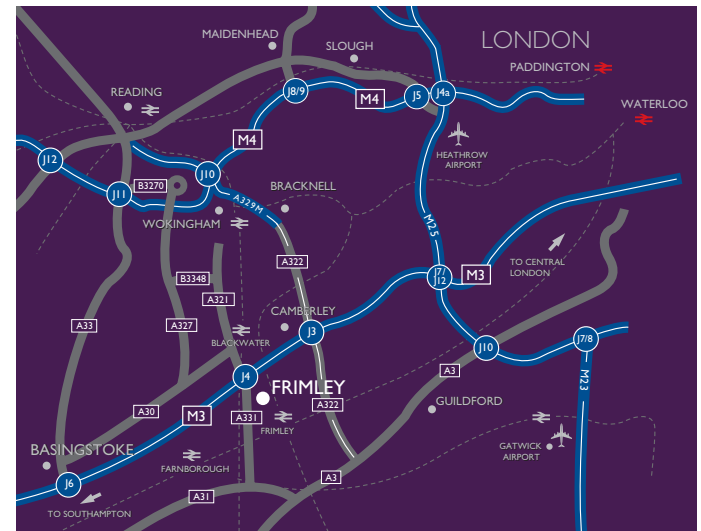 MAIDENHEAD
SLOUGH
LONDON
PADDINGTON
READING
J8/9
M4
J5
J4a
WATERLOO
M4
HEATHROW
AIRPORT
J12
J10
J11
B3270
A329M
BRACKNELL
WOKINGHAM
M25
A322
TO CENTRAL
LONDON
B3348
J7/
J12
M3
A321
A33
A327
CAMBERLEY
J3
BLACKWATER
J10
J7/8
J4
A3
M23
FRIMLEY
A322
GUILDFORD
A30
M3
A331
FRIMLEY
BASINGSTOKE
GATWICK
AIRPORT
FARNBOROUGH
A3
J6
A31
TO SOUTHAMPTON